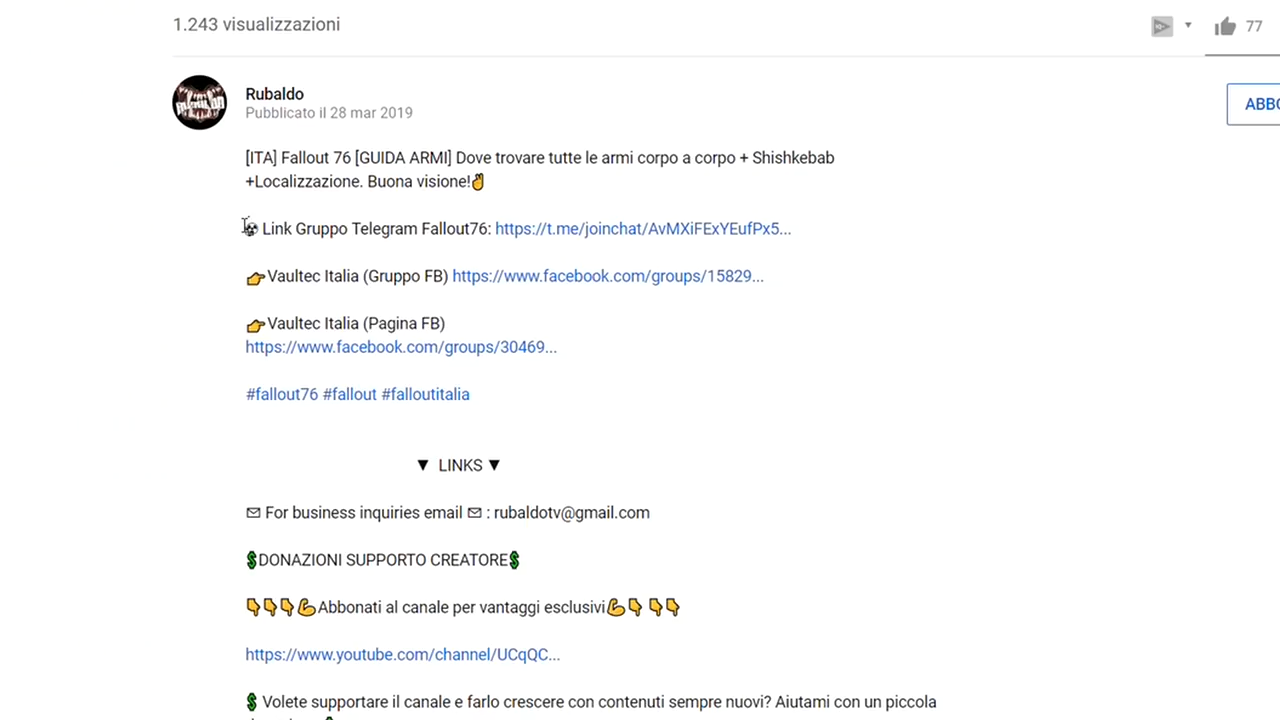 1.243 visualizzazioni
77
Rubaldo
Pubblicato il 28 mar 2019
ABBO
[ITA] Fallout 76 [GUIDA ARMI] Dove trovare tutte le armi corpo a corpo + Shishkebab
+Localizzazione. Buona visione!✌
☢ Link Gruppo Telegram Fallout76: https://t.me/joinchat/AvMXiFExYEufPx5...
👉Vaultec Italia (Gruppo FB) https://www.facebook.com/groups/15829...
👉Vaultec Italia (Pagina FB)
https://www.facebook.com/groups/30469...
#fallout76 #fallout #falloutitalia
▼ LINKS ▼
✉ For business inquiries email ✉ : rubaldotv@gmail.com
💲DONAZIONI SUPPORTO CREATORE💲
👇👇👇💪Abbonati al canale per vantaggi esclusivi💪👇 👇👇
https://www.youtube.com/channel/UCqQC...
💲 Volete supportare il canale e farlo crescere con contenuti sempre nuovi? Aiutami con un piccola